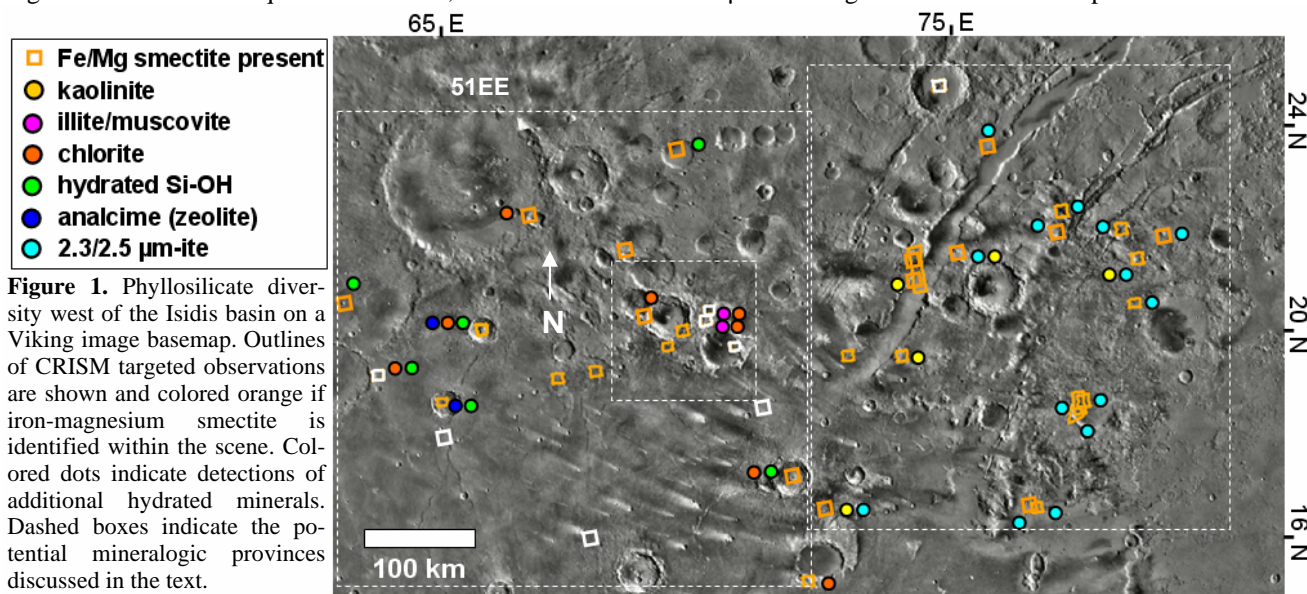 65 E
75 E
Fe/Mg smectite present
kaolinite
illite/muscovite
chlorite
hydrated Si-OH
analcime (zeolite)
2.3/2.5 µm-ite
Figure 1. Phyllosilicate diver-
sity west of the Isidis basin on a
Viking image basemap. Outlines
of CRISM targeted observations
are shown and colored orange if
iron-magnesium smectite is
identified within the scene. Col-
ored dots indicate detections of
additional hydrated minerals.
Dashed boxes indicate the po-
tential mineralogic provinces
discussed in the text.
51EE
N
100 km
24 N
20 N
16 N